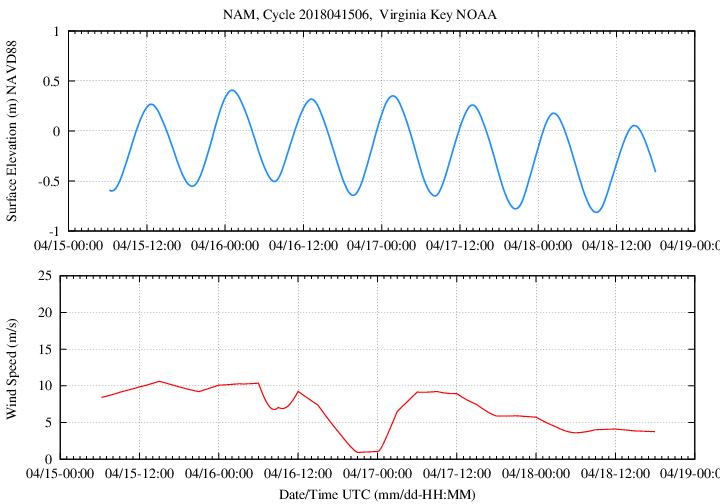 NAM, Cycle 2018041506,  Virginia Key NOAA
Surface Elevation (m) NAVD88
1
0.5
0
-0.5
-1
04/15-00:00 04/15-12:00 04/16-00:00 04/16-12:00 04/17-00:00 04/17-12:00 04/18-00:00 04/18-12:00 04/19-0
Wind Speed (m/s)
25
20
15
10
5
0
04/15-00:00 04/15-12:00 04/16-00:00 04/16-12:00 04/17-00:00 04/17-12:00 04/18-00:00 04/18-12:00 04/19-0
Date/Time UTC (mm/dd-HH:MM)